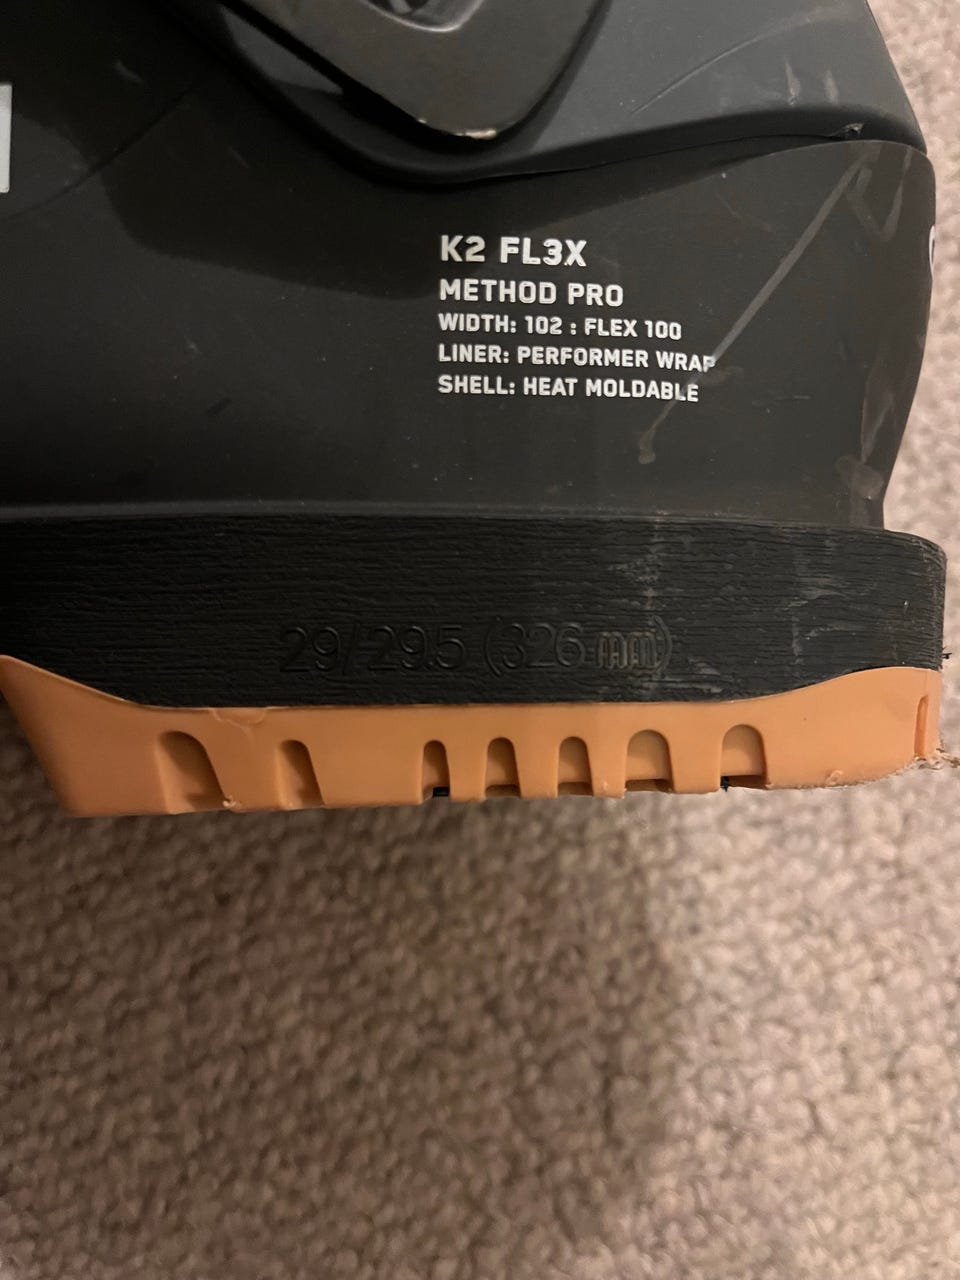 K2 FL3X
METHOD PRO
WIDTH: 102 : FLEX 100
LINER: PERFORMER WRAP
SHELL: HEAT MOLDABLE
29/29.5 (326 mm)